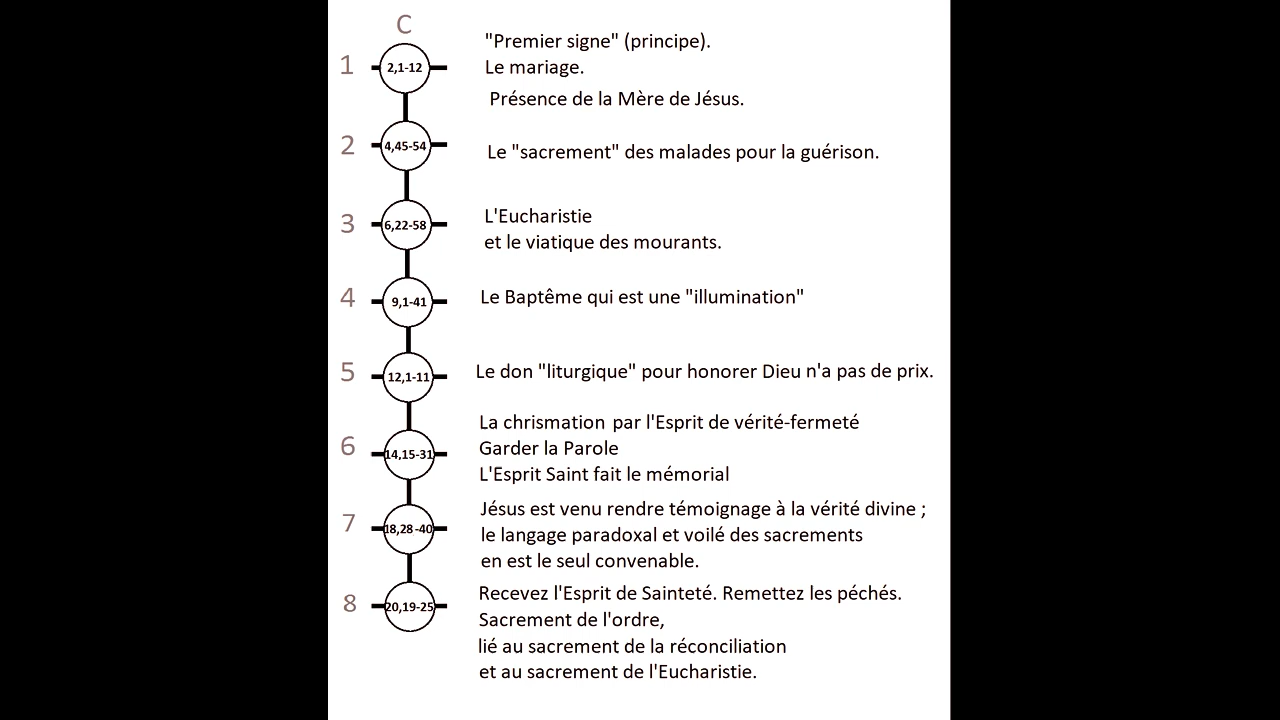 C
"Premier signe" (principe).
1 2,1-12 Le mariage.
Présence de la Mère de Jésus.
2 4,45-54 Le "sacrement" des malades pour la guérison.
3 6,22-58 L'Eucharistie
et le viatique des mourants.
4 9,1-41 Le Baptême qui est une "illumination"
5 12,1-11 Le don "liturgique" pour honorer Dieu n'a pas de prix.
La chrismation par l'Esprit de vérité-fermeté
6 14,15-31 Garder la Parole
L'Esprit Saint fait le mémorial
Jésus est venu rendre témoignage à la vérité divine ;
7 18,28-40 le langage paradoxal et voilé des sacrements
en est le seul convenable.
Recevez l'Esprit de Sainteté. Remettez les péchés.
8 20,19-25 Sacrement de l'ordre,
lié au sacrement de la réconciliation
et au sacrement de l'Eucharistie.